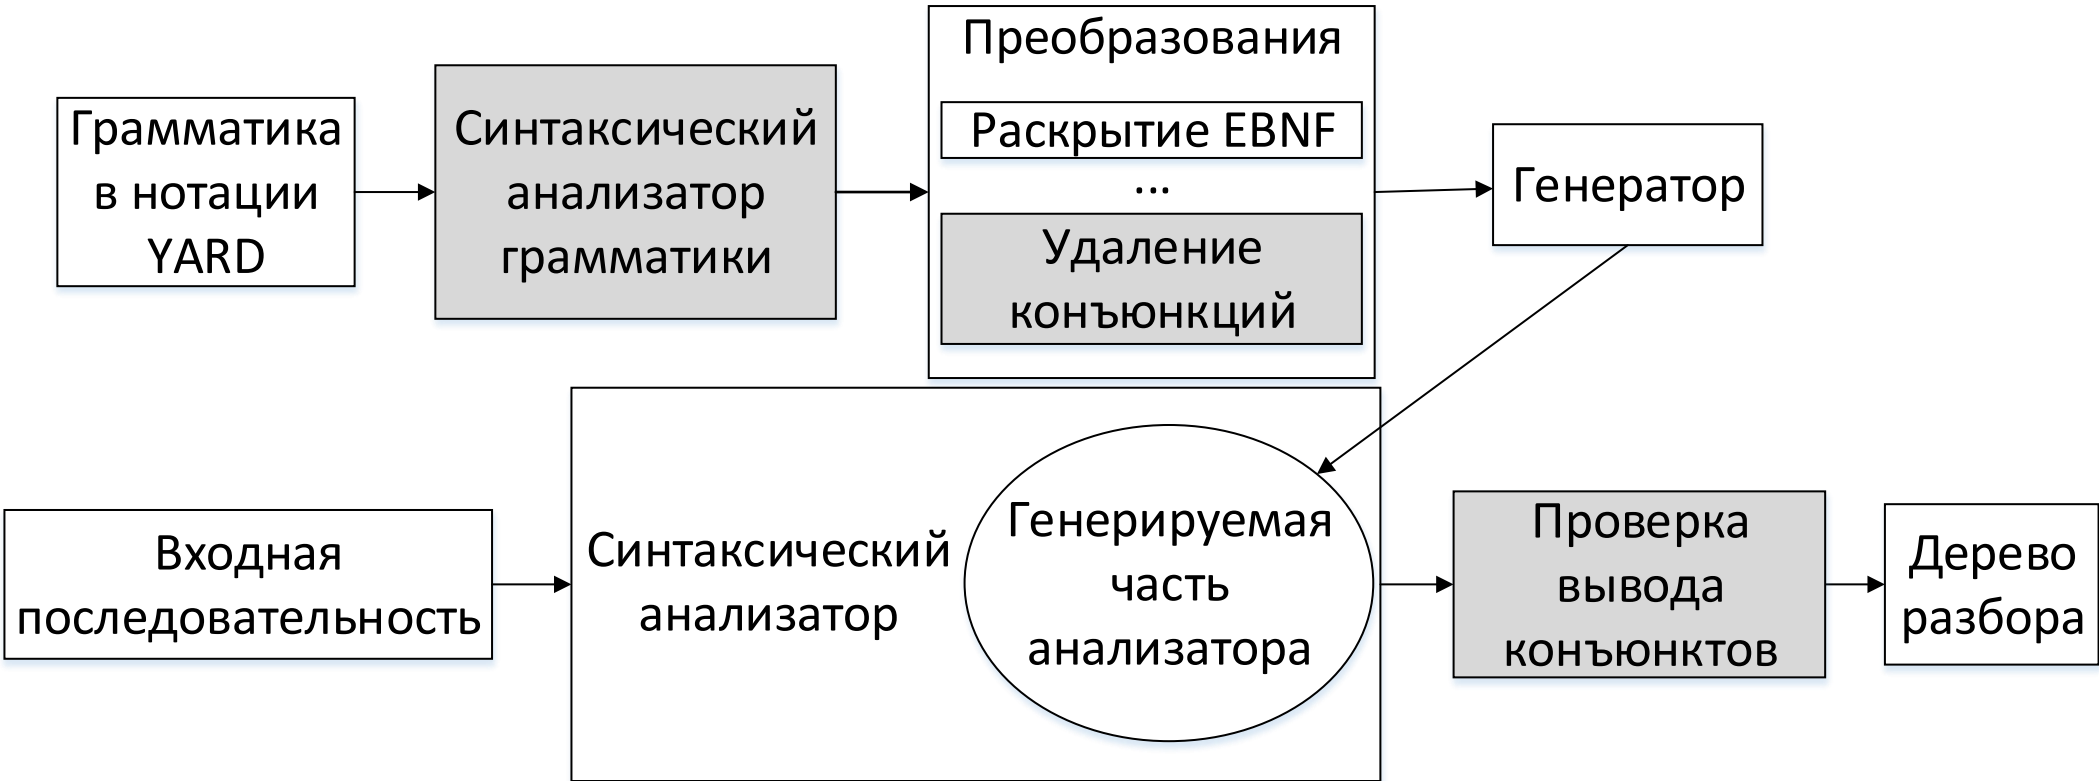 Грамматика
в нотации
YARD
Синтаксический
анализатор
грамматики
Преобразования
Раскрытие EBNF
...
Удаление
конъюнкций
Генератор
Входная
последовательность
Синтаксический
анализатор
Генерируемая
часть
анализатора
Проверка
вывода
конъюнктов
Дерево
разбора